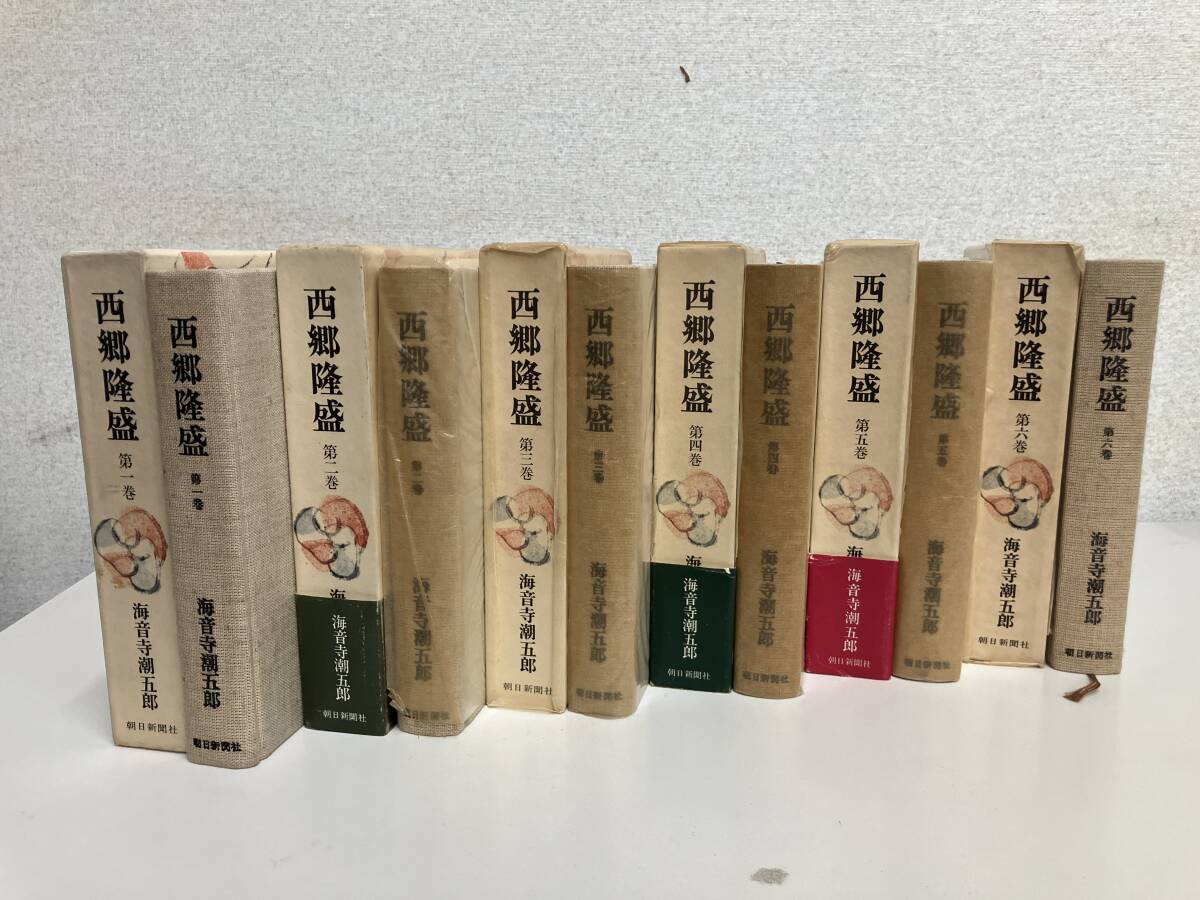 西郷隆盛 第一巻 海音寺潮五郎 朝日新聞社
西郷隆盛 第一巻 海音寺潮五郎 朝日新聞社
西郷隆盛 第二巻 海
海音寺潮五郎 朝日新聞社
西郷隆盛 音寺潮五郎
西郷隆盛 第三巻 海音寺潮五郎 朝日新聞社
西郷隆盛 第三巻 海音寺潮五郎 朝日新聞社
西郷隆盛 第四巻 海
海音寺潮五郎 朝日新聞社
西郷隆盛 第四巻 海音寺潮五郎 朝日新聞社
西郷隆盛 第五巻 海
海音寺潮五郎 朝日新聞社
西郷隆盛 第五巻 海音寺潮五郎 朝日新聞社
西郷隆盛 第六巻 海音寺潮五郎 朝日新聞社
西郷隆盛 第六巻 海音寺潮五郎 朝日新聞社